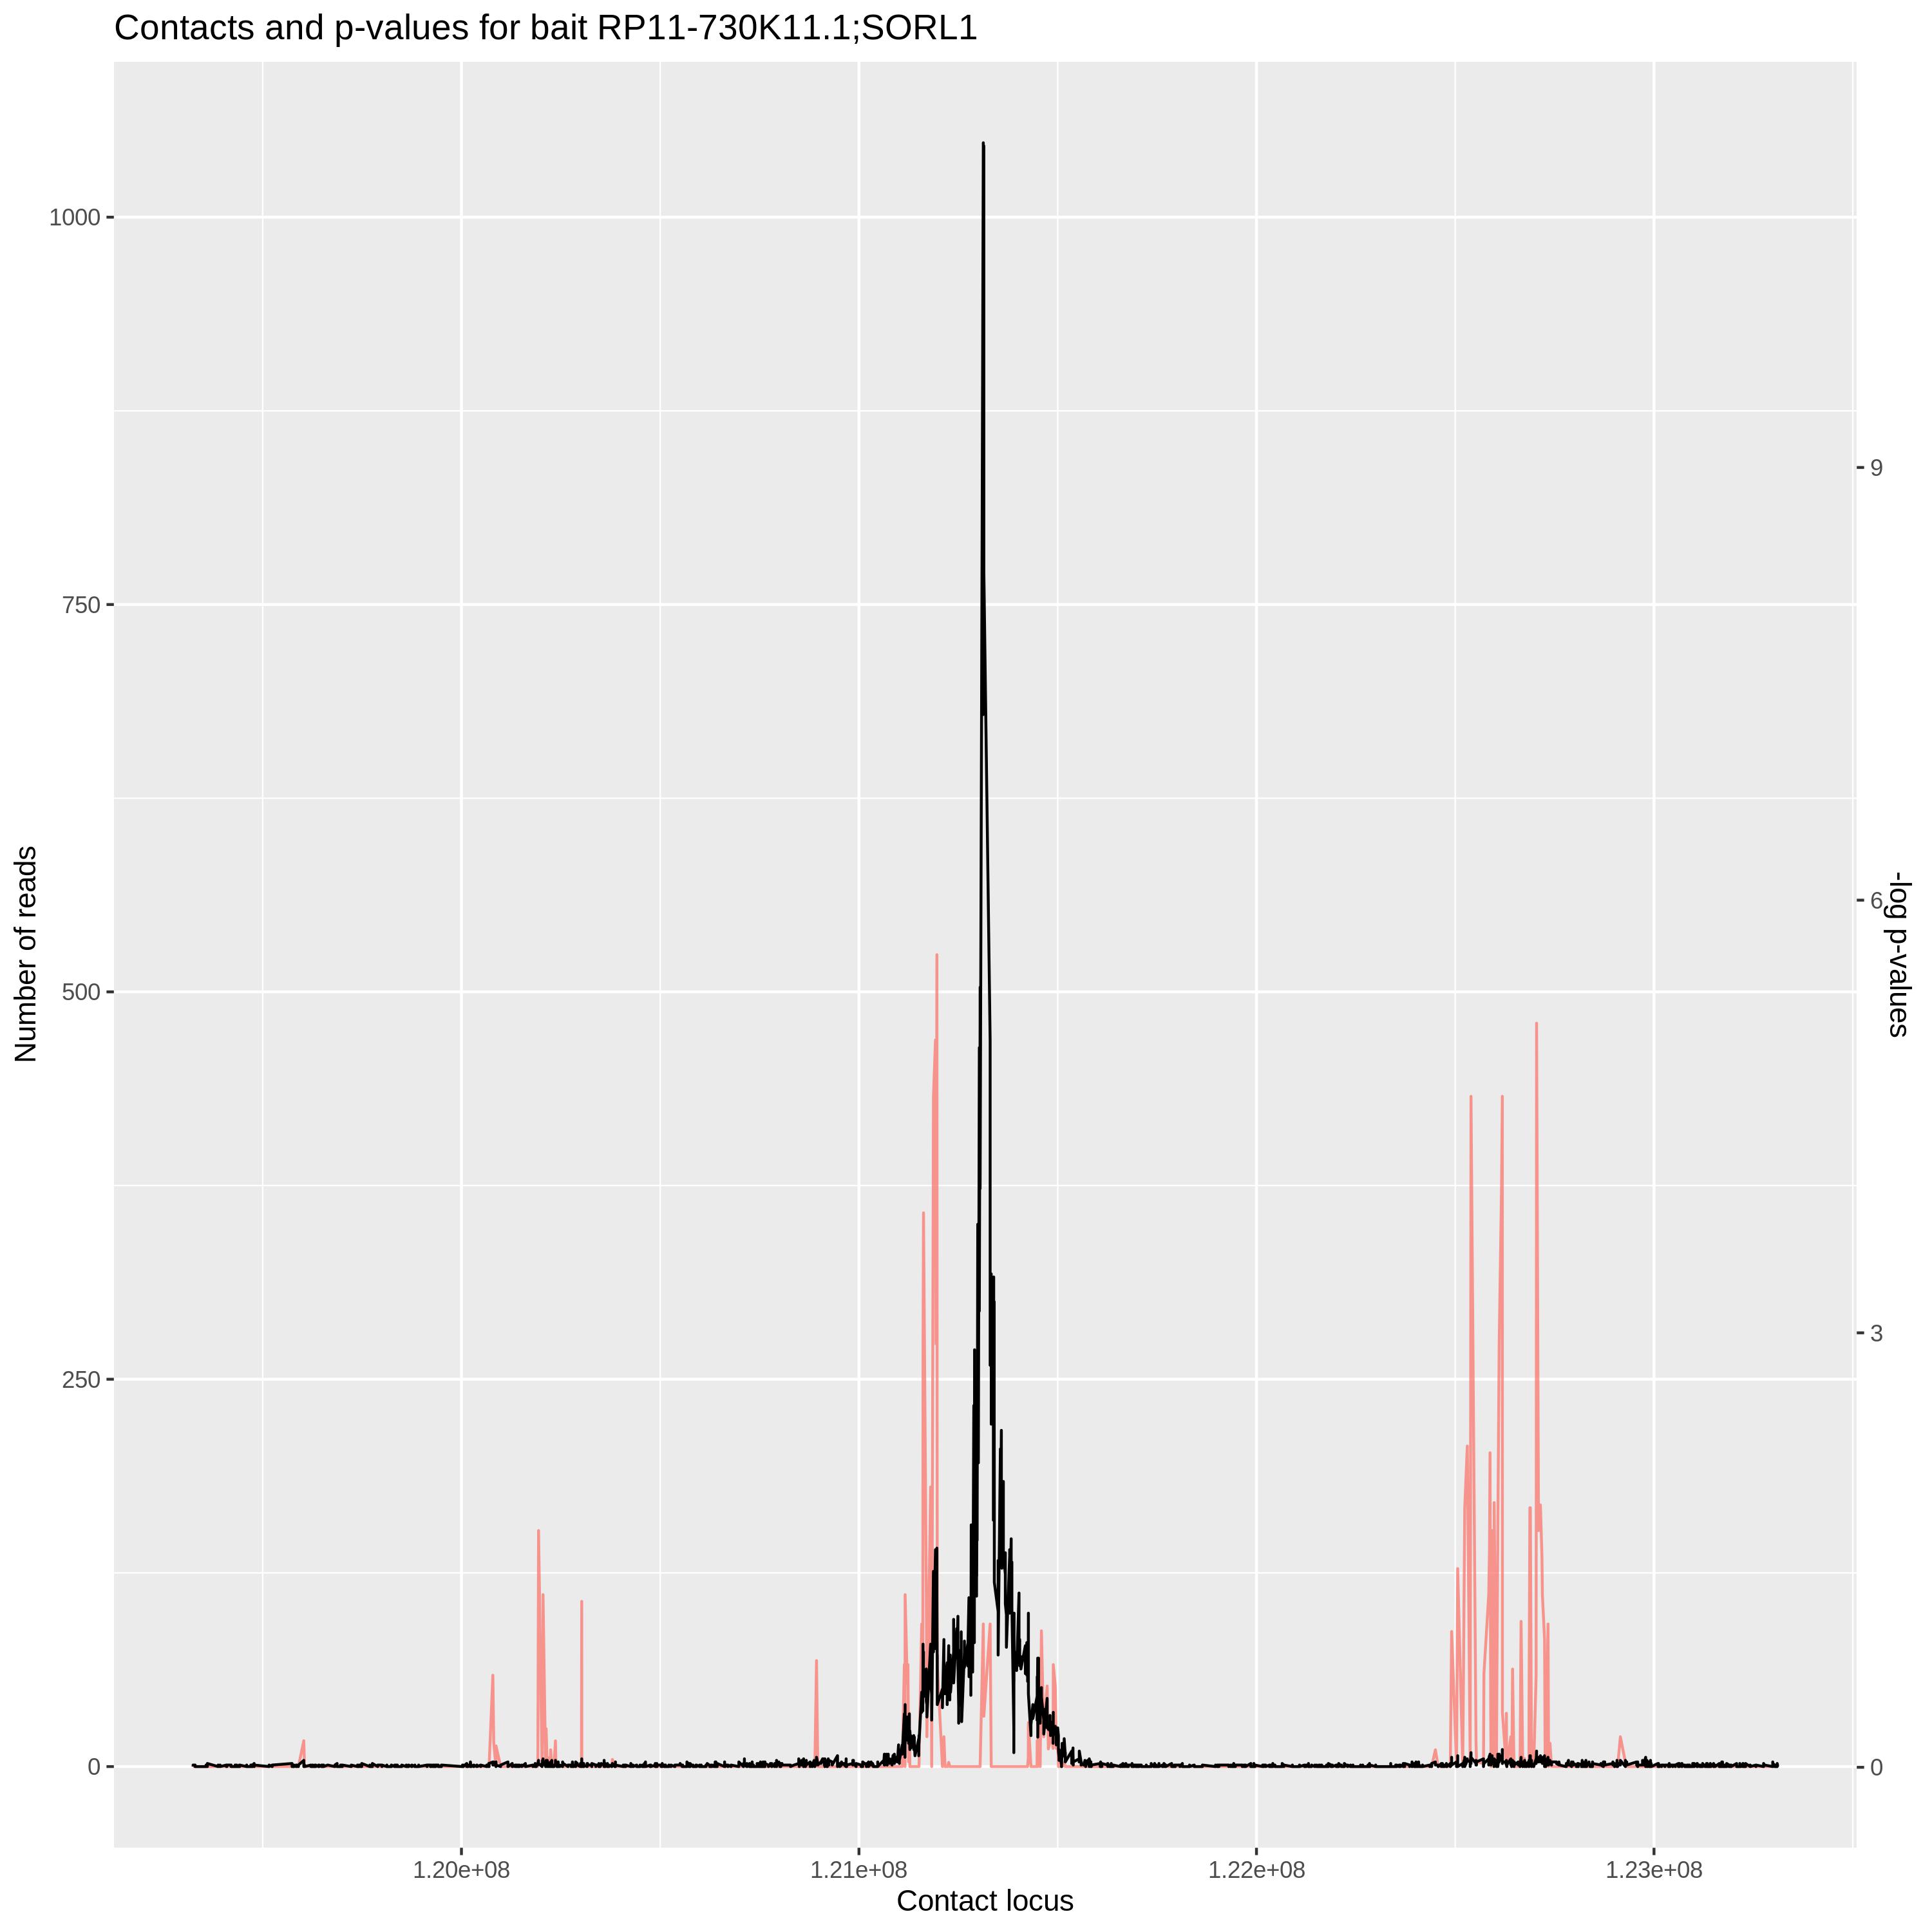 Contacts and p-values for bait RP11-730K11.1;SORL1
1000
750
500
250
0
Number of reads
9
6
3
0
-log p-values
1.20e+08
1.21e+08
1.22e+08
1.23e+08
Contact locus